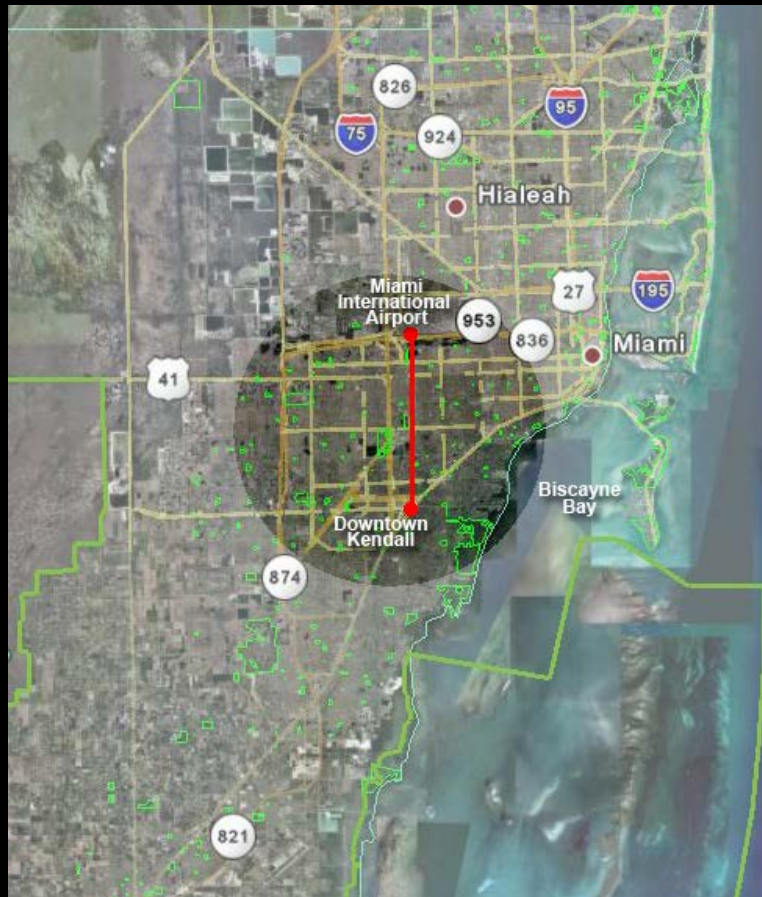 826
95
75
924
Hialeah
Miami
International
Airport
27
195
953
836
Miami
41
Biscayne
Bay
Downtown
Kendall
874
821